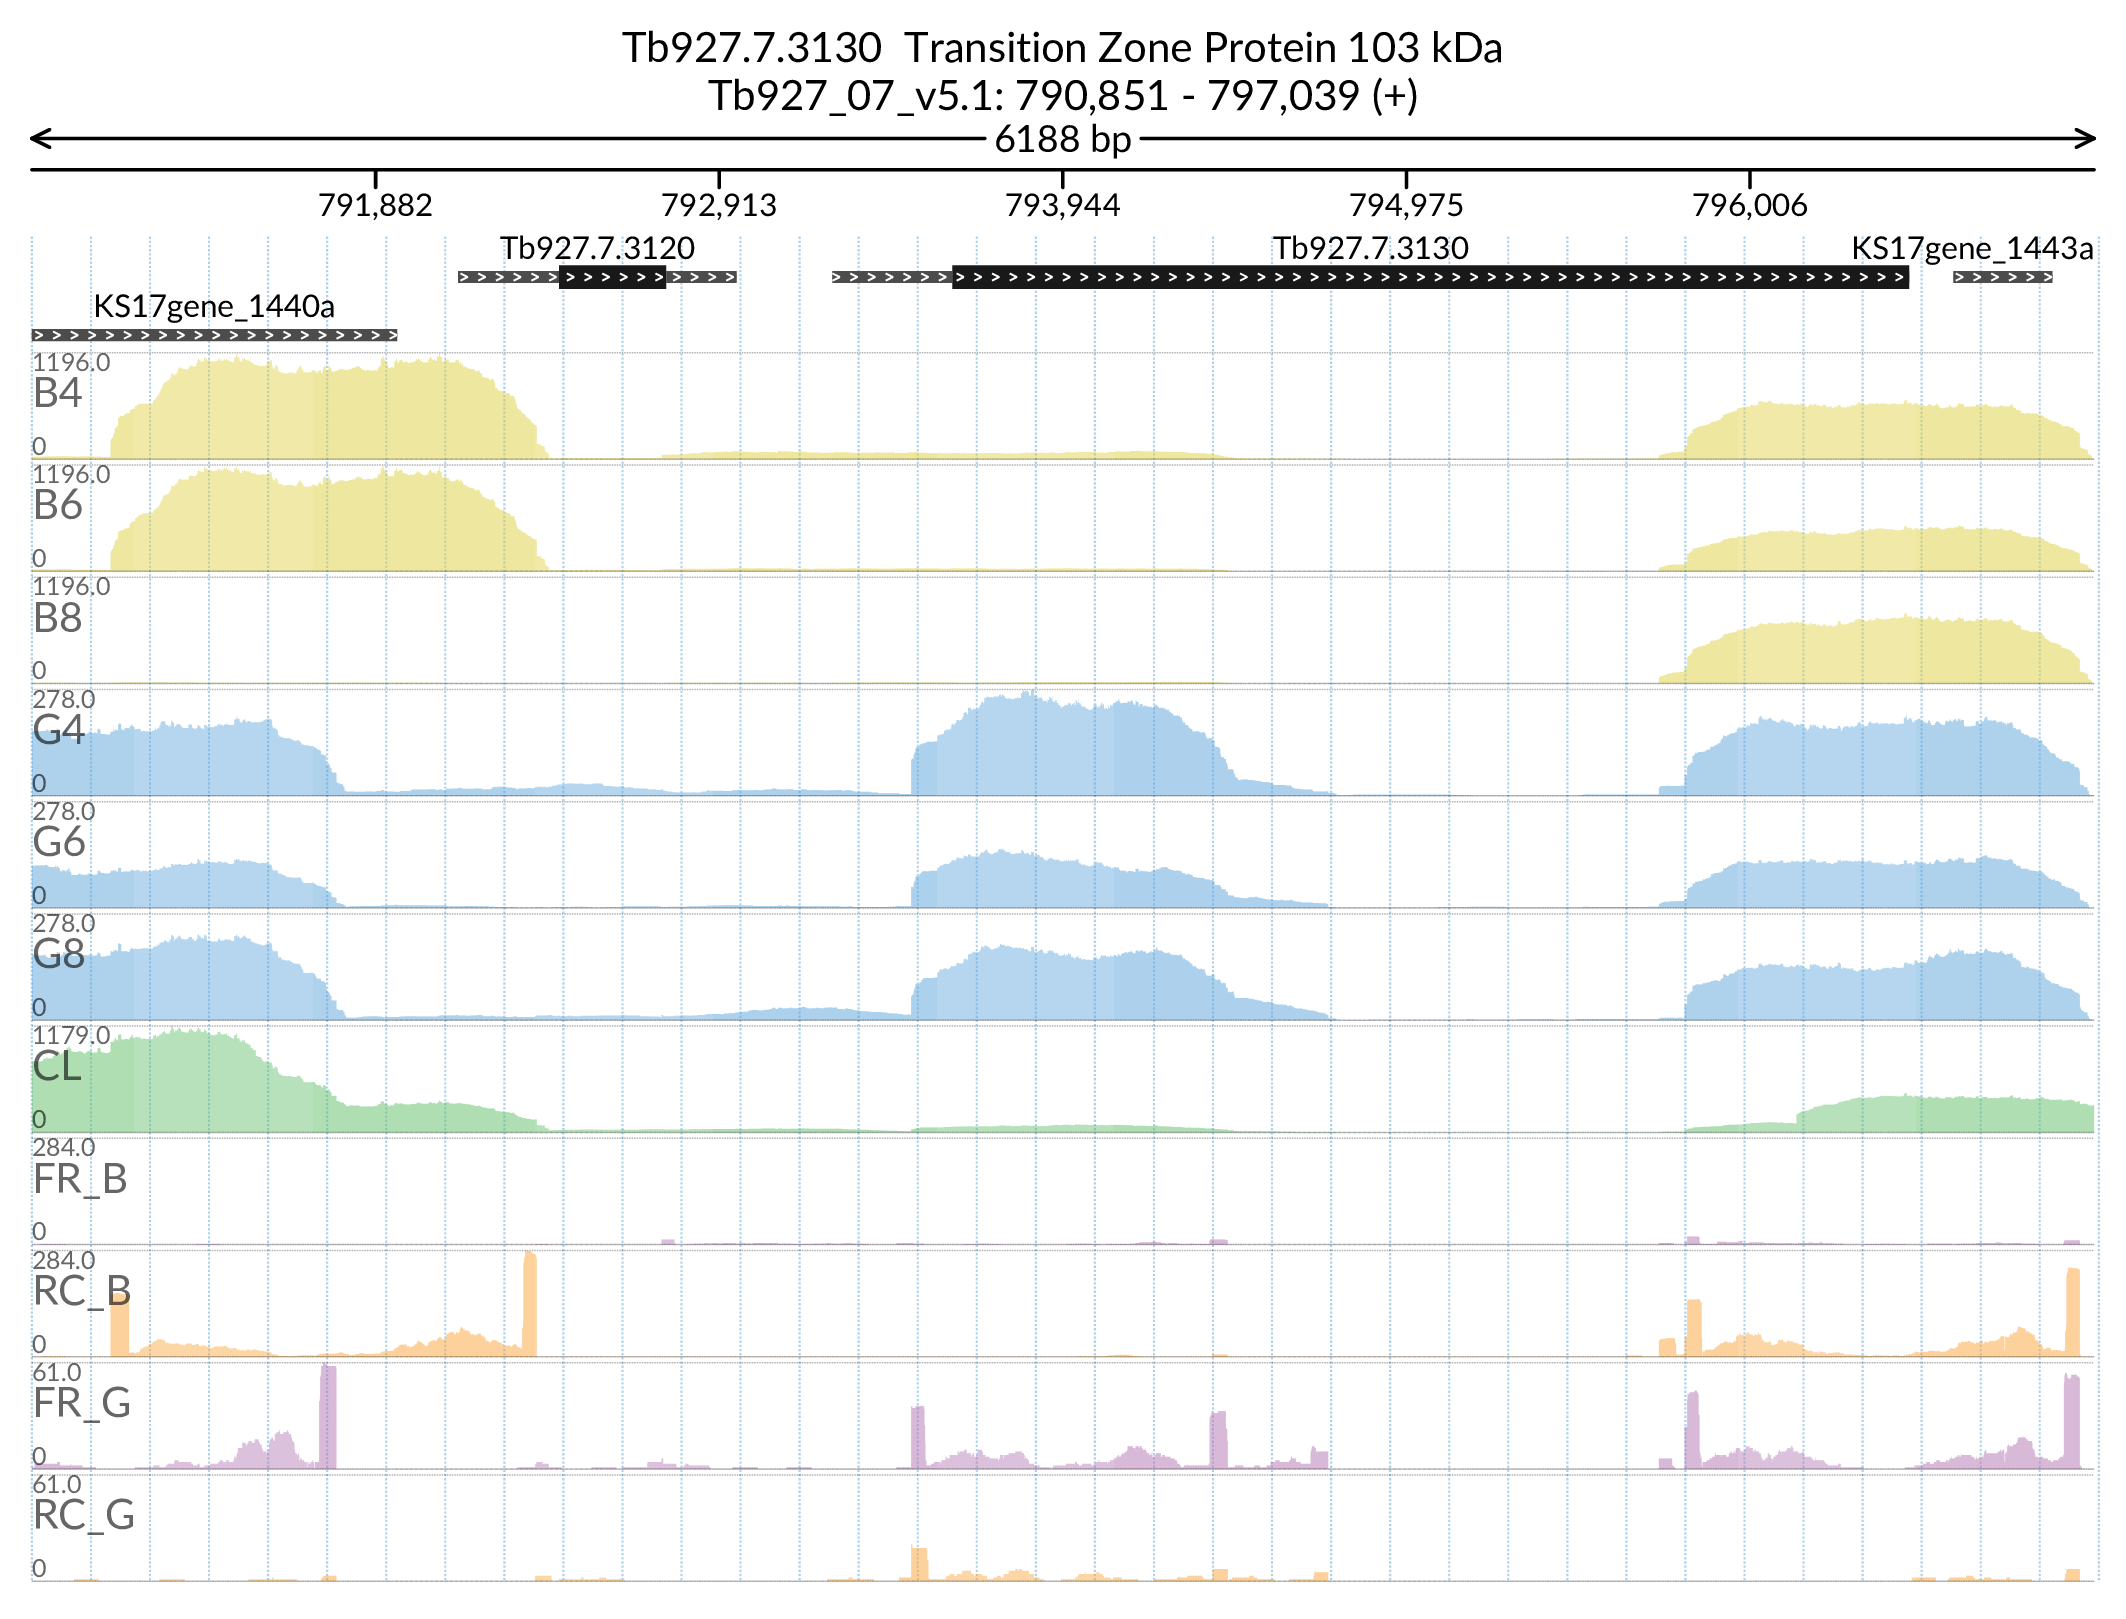 Tb927.7.3130  Transition Zone Protein 103 kDa
Tb927_07_v5.1: 790,851 - 797,039 (+)
6188 bp
791,882 792,913 793,944 794,975 796,006
Tb927.7.3120 Tb927.7.3130 KS17gene_1443a
KS17gene_1440a
1196.0
B4
0
1196.0
B6
0
1196.0
B8
0
278.0
G4
0
278.0
G6
0
278.0
G8
0
1179.0
CL
0
284.0
FR_B
0
284.0
RC_B
0
61.0
FR_G
0
61.0
RC_G
0